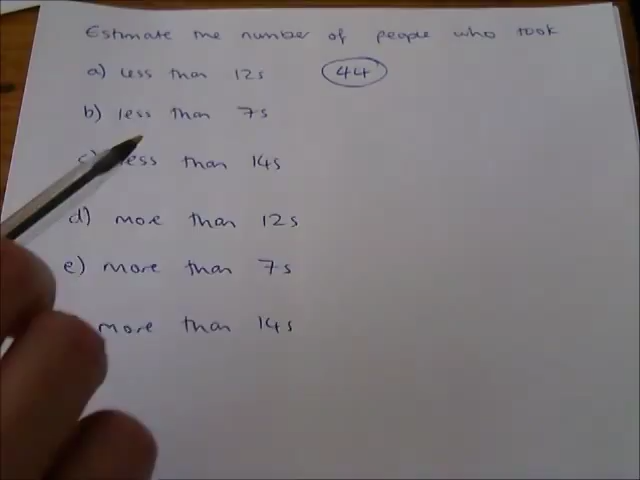 Estimate the number of people who took
a) less than 12s 44
b) less than 7s
c) less than 14s
d) more than 12s
e) more than 7s
more than 14s